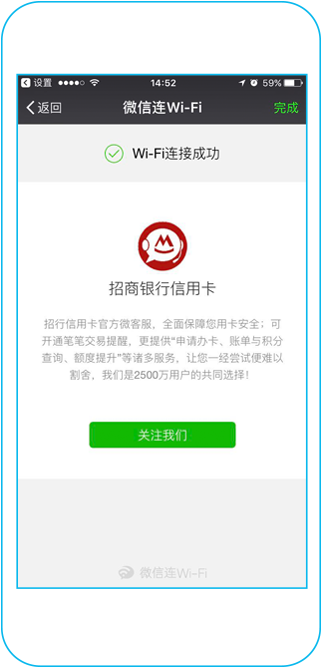 设置 14:52 59%
返回 微信连Wi-Fi 完成
Wi-Fi连接成功
招商银行信用卡
招行信用卡官方微客服，全面保障您用卡安全；可
开通笔笔交易提醒，更提供“申请办卡、账单与积分
查询、额度提升”等诸多服务，让您一经尝试便难以
割舍，我们是2500万用户的共同选择！
关注我们
微信连Wi-Fi